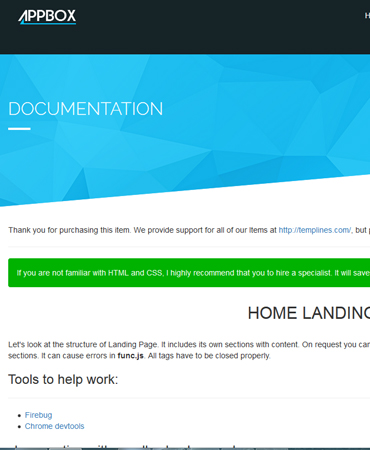 APPBOX
H
DOCUMENTATION
Thank you for purchasing this item. We provide support for all of our items at http://templines.com/, but
If you are not familiar with HTML and CSS, I highly recommend that you to hire a specialist. It will save
HOME LANDING
Let's look at the structure of Landing Page. It includes its own sections with content. On request you can
sections. It can cause errors in func.js. All tags have to be closed properly.
Tools to help work:
Firebug
Chrome devtools